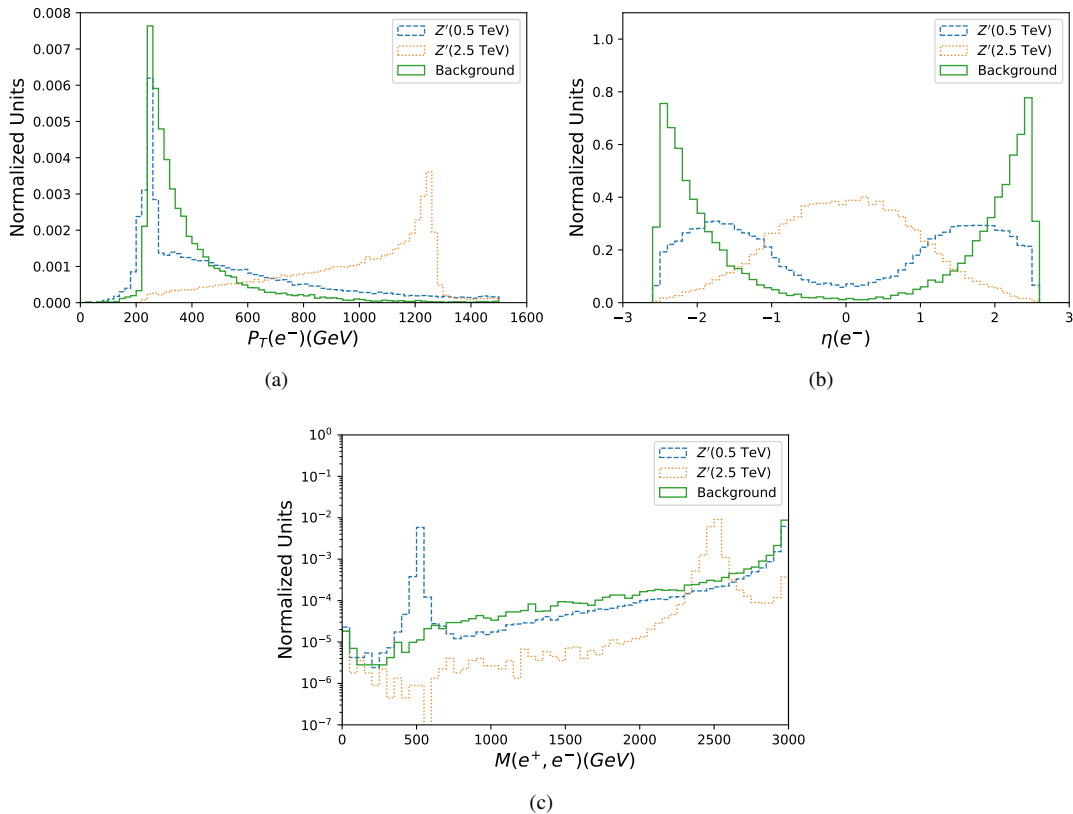 0.008
0.007
0.006
0.005
0.004
0.003
0.002
0.001
0.000
Normalized Units
Z′(0.5 TeV)
Z′(2.5 TeV)
Background
0 200 400 600 800 1000 1200 1400 1600
P_T(e⁻)(GeV)
(a)
1.0
0.8
0.6
0.4
0.2
0.0
Normalized Units
Z′(0.5 TeV)
Z′(2.5 TeV)
Background
−3 −2 −1 0 1 2 3
η(e⁻)
(b)
10⁰
10⁻¹
10⁻²
10⁻³
10⁻⁴
10⁻⁵
10⁻⁶
10⁻⁷
Normalized Units
Z′(0.5 TeV)
Z′(2.5 TeV)
Background
0 500 1000 1500 2000 2500 3000
M(e⁺, e⁻)(GeV)
(c)